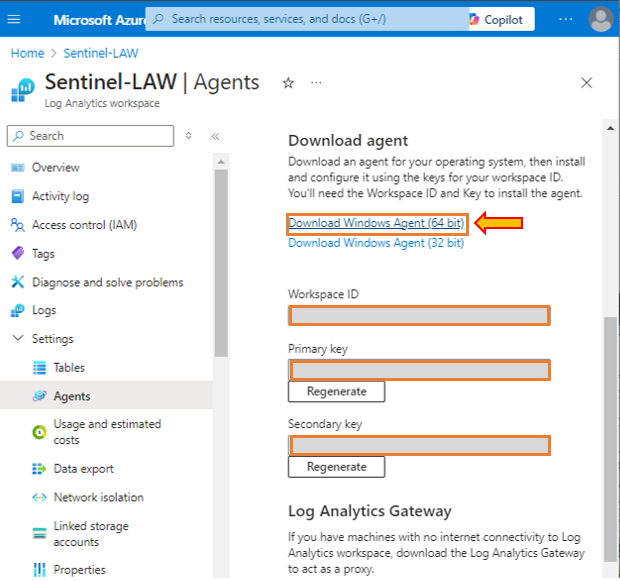 Microsoft Azure
Search resources, services, and docs (G+/)
Copilot
Home > Sentinel-LAW
Sentinel-LAW | Agents
Log Analytics workspace
Search
Overview
Activity log
Access control (IAM)
Tags
Diagnose and solve problems
Logs
Settings
Tables
Agents
Usage and estimated
costs
Data export
Network isolation
Linked storage
accounts
Properties
Download agent
Download an agent for your operating system, then install
and configure it using the keys for your workspace ID.
You'll need the Workspace ID and Key to install the agent.
Download Windows Agent (64 bit)
Download Windows Agent (32 bit)
Workspace ID
Primary key
Regenerate
Secondary key
Regenerate
Log Analytics Gateway
If you have machines with no internet connectivity to Log
Analytics workspace, download the Log Analytics Gateway
to act as a proxy.